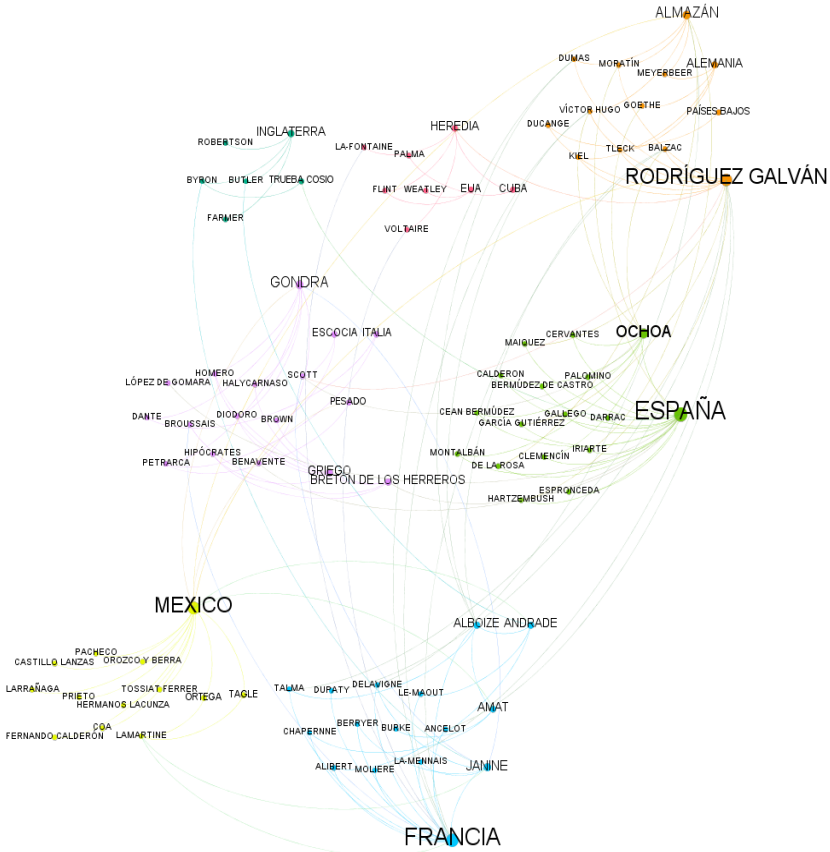 ALMAZÁN
DUMAS
MORATÍN
ALEMANIA
MEYERBEER
VÍCTOR HUGO
GOETHE
PAÍSES BAJOS
DUCANGE
KIEL
TLECK
BALZAC
RODRÍGUEZ GALVÁN
INGLATERRA
ROBERTSON
BYRON
BUTLER
TRUEBA COSIO
FARMER
HEREDIA
LA-FONTAINE
PALMA
FLINT
WEATLEY
EUA
CUBA
VOLTAIRE
GONDRA
ESCOCIA
ITALIA
HOMERO
SCOTT
LÓPEZ DE GOMARA
HALYCARNASO
PESADO
DANTE
DIODORO
BROWN
BROUSSAIS
HIPÓCRATES
PETRARCA
BENAVENTE
GRIEGO
BRETON DE LOS HERREROS
CERVANTES
OCHOA
MAIQUEZ
CALDERON
PALOMINO
BERMÚDEZ DE CASTRO
ESPAÑA
CEAN BERMÚDEZ
GALLEGO
DARRAC
GARCÍA GUTIÉRREZ
MONTALBÁN
IRIARTE
CLEMENCÍN
DE LA ROSA
ESPRONCEDA
HARTZEMBUSH
MEXICO
PACHECO
CASTILLO LANZAS
OROZCO Y BERRA
LARRAÑAGA
PRIETO
TOSSIAT FERRER
HERMANOS LACUNZA
ORTEGA
TAGLE
COA
FERNANDO CALDERÓN
LAMARTINE
ALBOIZE
ANDRADE
TALMA
DUPATY
DELAVIGNE
LE-MAOUT
AMAT
CHAPERNNE
BERRYER
BURKE
ANCELOT
ALIBERT
MOLIERE
LA-MENNAIS
JANINE
FRANCIA